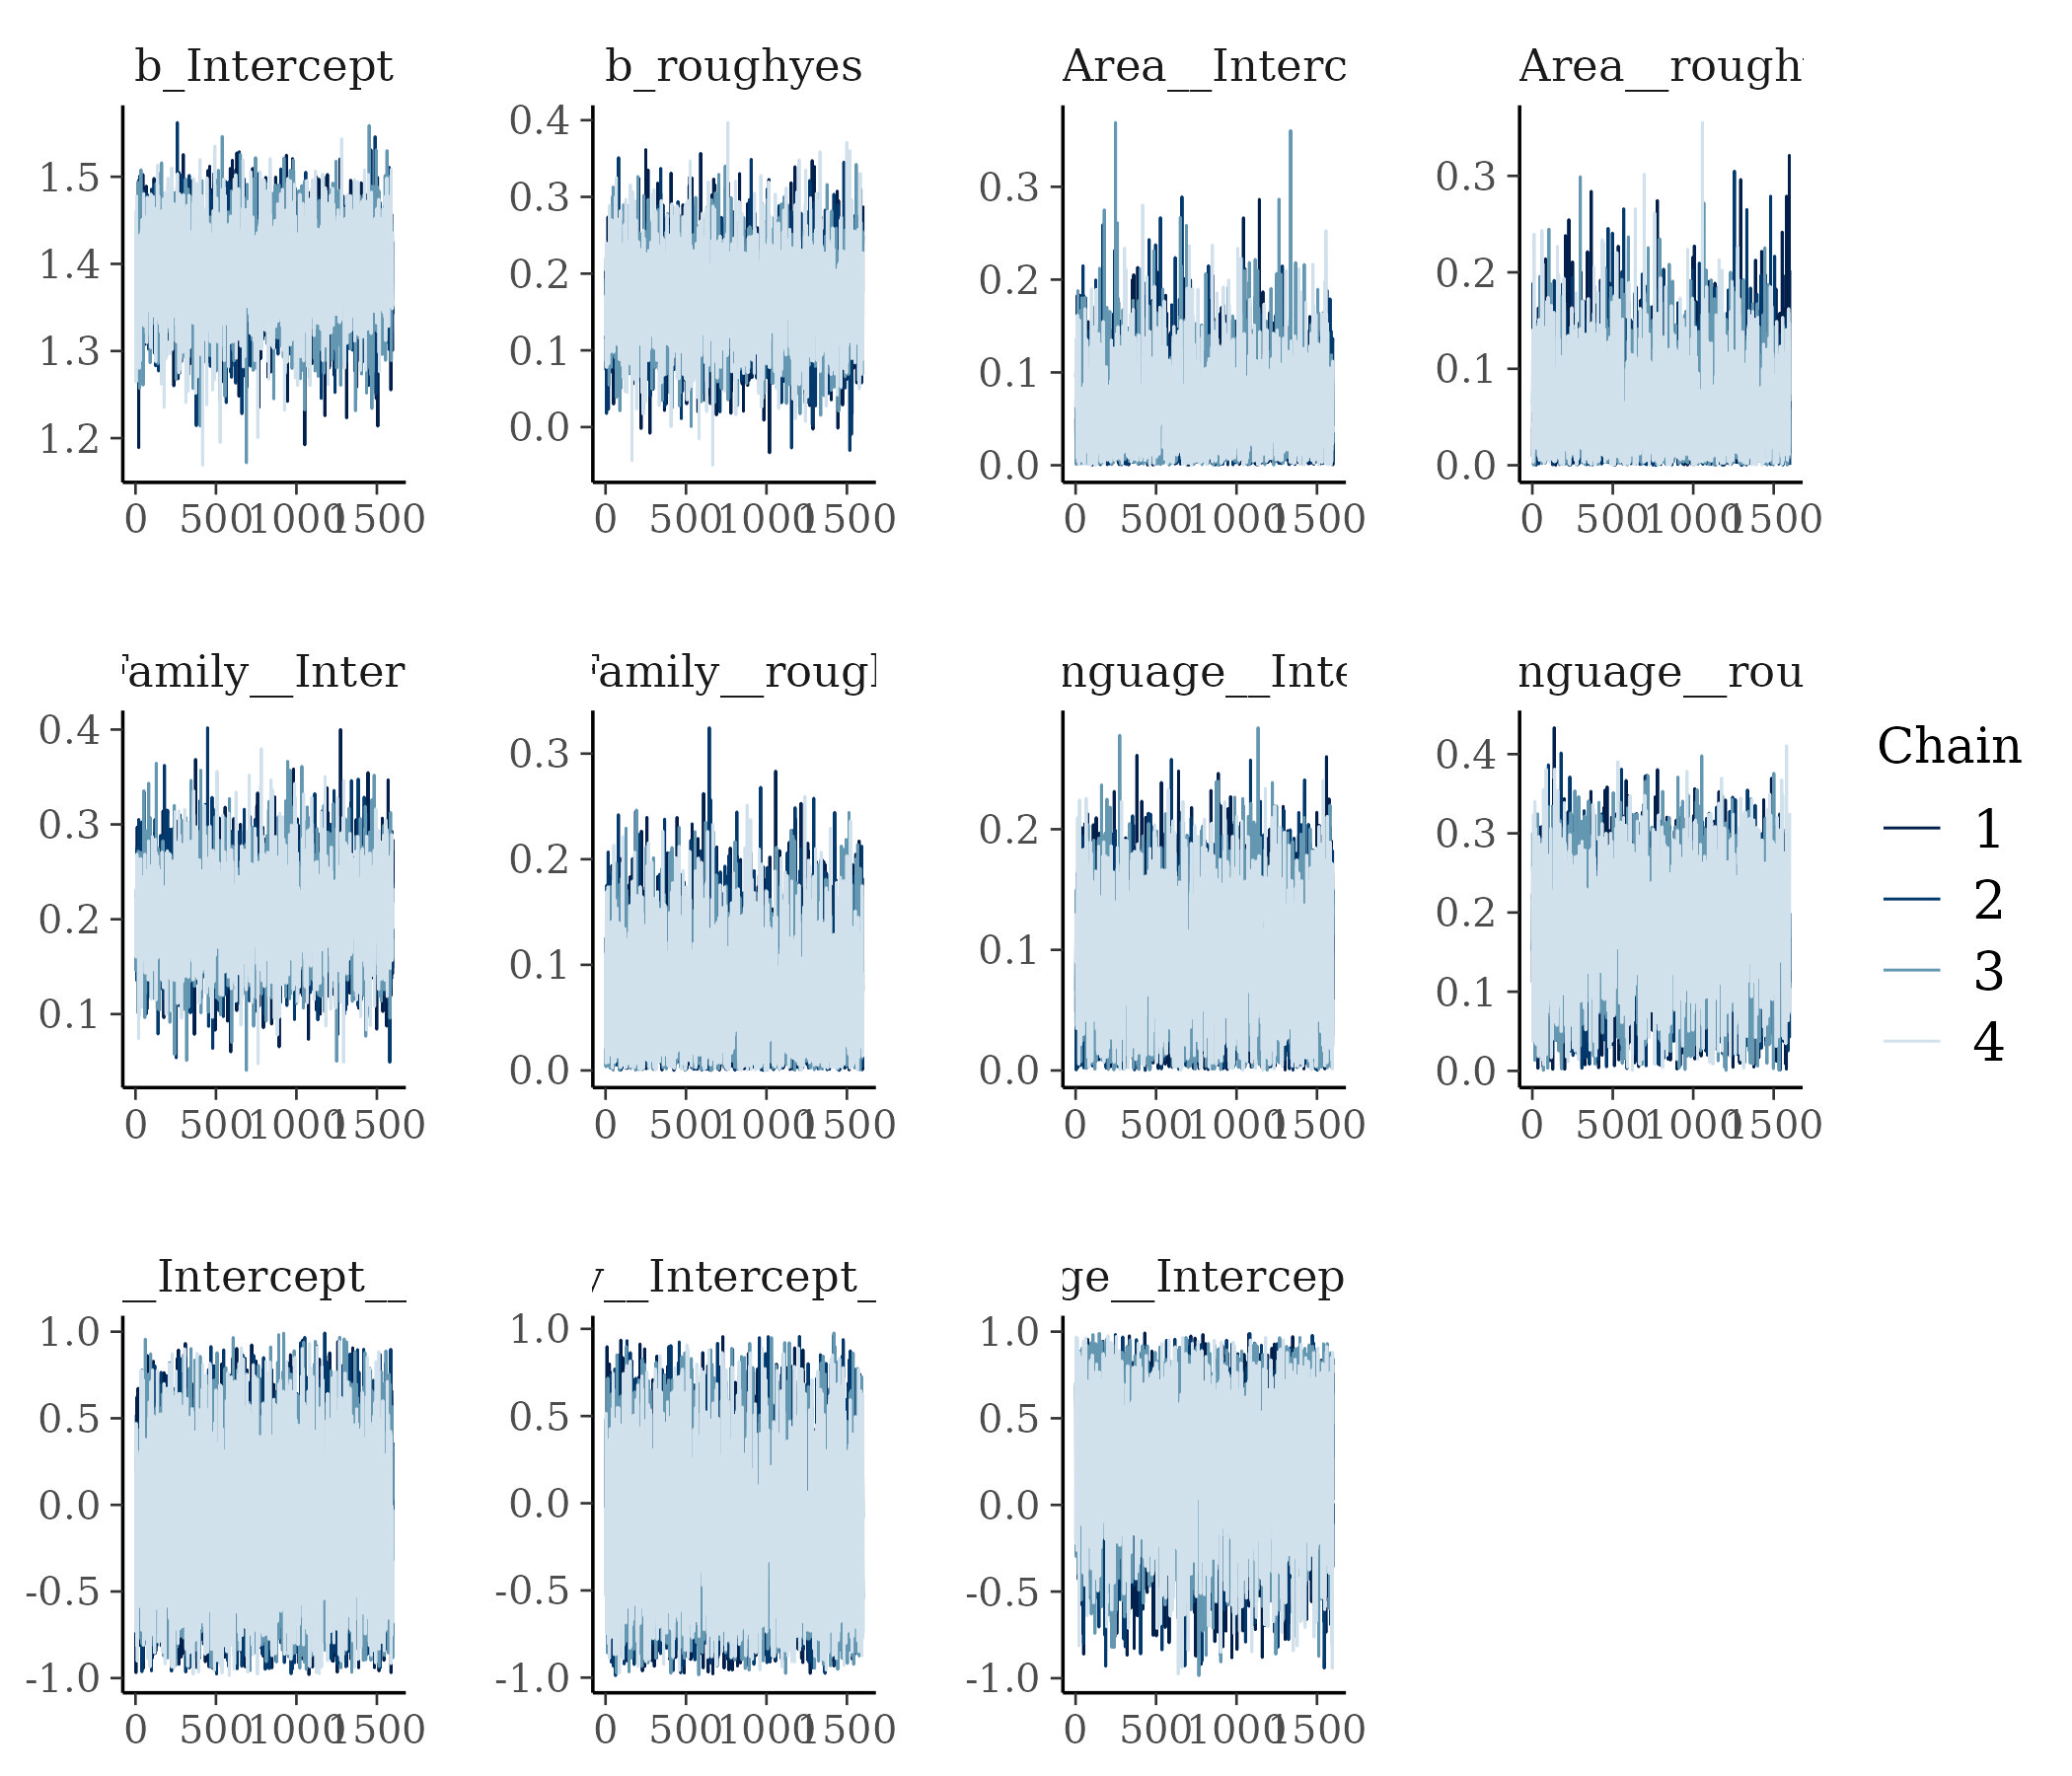 b_Intercept b_roughyes Area__Interc Area__rough
0.4
1.5 0.3 0.3 0.3
1.4 0.2 0.2 0.2
1.3 0.1 0.1 0.1
1.2 0.0 0.0 0.0
0 500 1000 1500 0 500 1000 1500 0 500 1000 1500 0 500 1000 1500
Family__Inter Family__rough nguage__Inte nguage__rou
0.4 0.3 0.2 0.4
0.3 0.2 0.1 0.3
0.2 0.1 0.0 0.2
0.1 0.0 0.1
0.0
0 500 1000 1500 0 500 1000 1500 0 500 1000 1500 0 500 1000 1500
Chain
1
2
3
4
__Intercept__ y__Intercept_ ge__Intercep
1.0 1.0 1.0
0.5 0.5 0.5
0.0 0.0 0.0
-0.5 -0.5 -0.5
-1.0 -1.0 -1.0
0 500 1000 1500 0 500 1000 1500 0 500 1000 1500